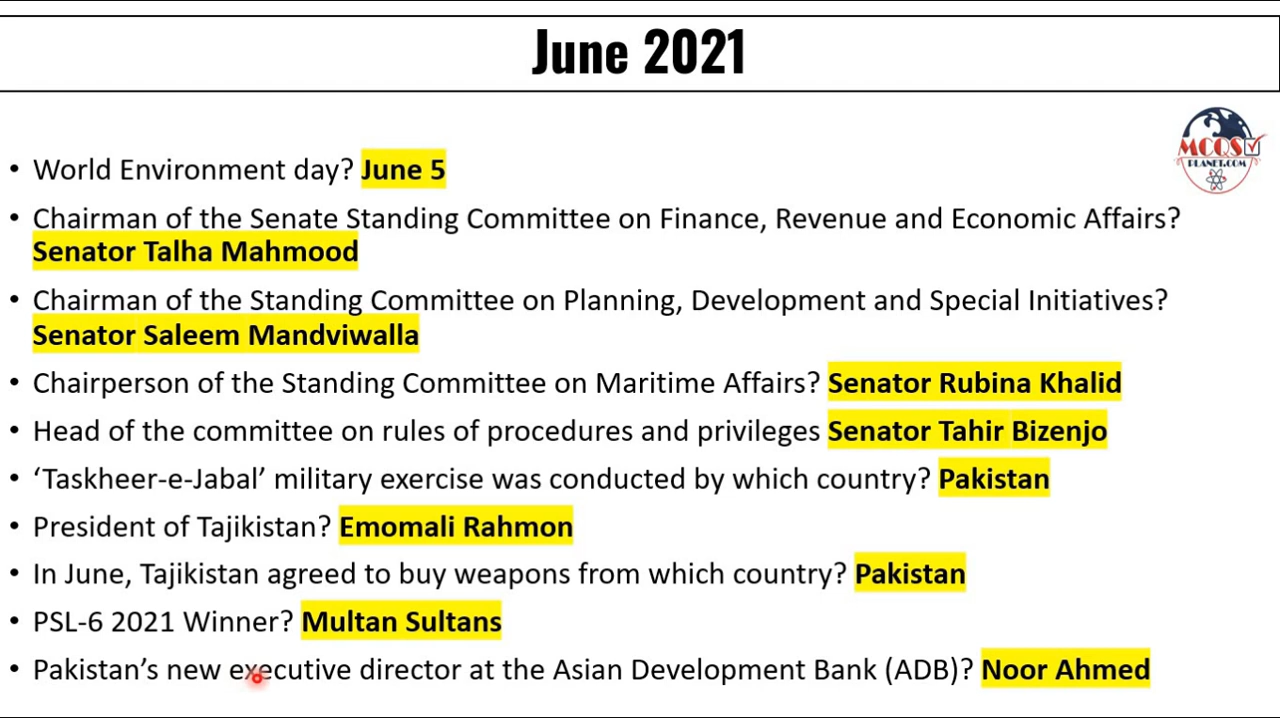 June 2021
MCQS
PLANET.COM
• World Environment day? June 5
• Chairman of the Senate Standing Committee on Finance, Revenue and Economic Affairs?
Senator Talha Mahmood
• Chairman of the Standing Committee on Planning, Development and Special Initiatives?
Senator Saleem Mandviwalla
• Chairperson of the Standing Committee on Maritime Affairs? Senator Rubina Khalid
• Head of the committee on rules of procedures and privileges Senator Tahir Bizenjo
• ‘Taskheer-e-Jabal’ military exercise was conducted by which country? Pakistan
• President of Tajikistan? Emomali Rahmon
• In June, Tajikistan agreed to buy weapons from which country? Pakistan
• PSL-6 2021 Winner? Multan Sultans
• Pakistan’s new executive director at the Asian Development Bank (ADB)? Noor Ahmed